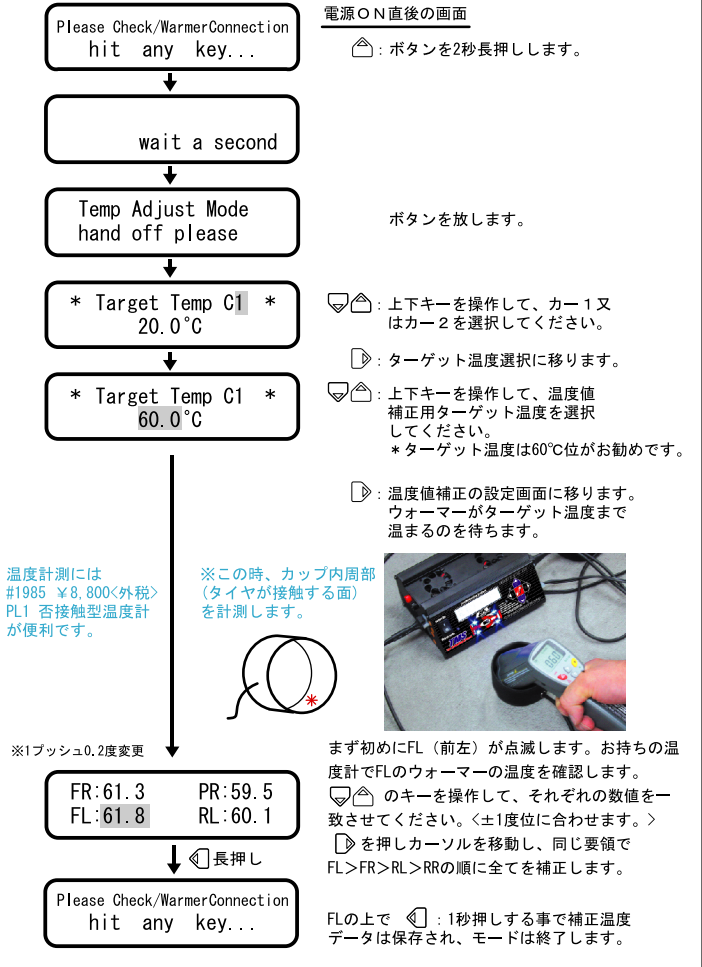 Please Check/WarmerConnection
hit any key...
電源ON直後の画面
：ボタンを2秒長押しします。
wait a second
Temp Adjust Mode
hand off please
ボタンを放します。
* Target Temp C1 *
20.0°C
：上下キーを操作して、カー１又
はカー２を選択してください。
：ターゲット温度選択に移ります。
* Target Temp C1 *
60.0°C
：上下キーを操作して、温度値
補正用ターゲット温度を選択
してください。
＊ターゲット温度は60℃位がお勧めです。
：温度値補正の設定画面に移ります。
ウォーマーがターゲット温度まで
温まるのを待ちます。
温度計測には
#1985 ￥8,800<外税>
PL1 否接触型温度計
が便利です。
※この時、カップ内周部
(タイヤが接触する面)
を計測します。
※1プッシュ0.2度変更
まず初めにFL（前左）が点滅します。お持ちの温
度計でFLのウォーマーの温度を確認します。
のキーを操作して、それぞれの数値を一
致させてください。<±1度位に合わせます。>
を押しカーソルを移動し、同じ要領で
FL>FR>RL>RRの順に全てを補正します。
FR:61.3 PR:59.5
FL:61.8 RL:60.1
長押し
Please Check/WarmerConnection
hit any key...
FLの上で ：1秒押しする事で補正温度
データは保存され、モードは終了します。